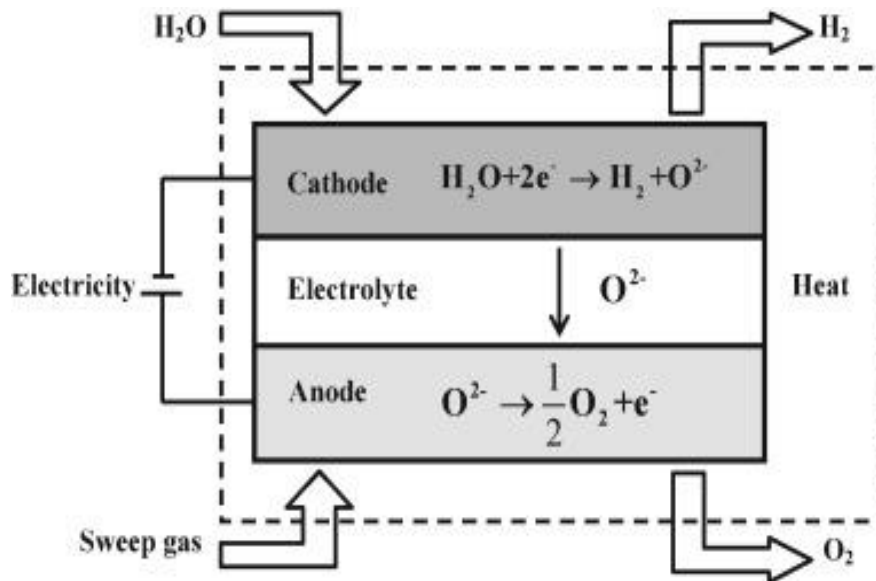 H₂O
H₂
Cathode H₂O+2e⁻ → H₂+O²⁻
Electricity
Electrolyte O²⁻
Heat
Anode O²⁻ → 1/2 O₂+e⁻
Sweep gas
O₂